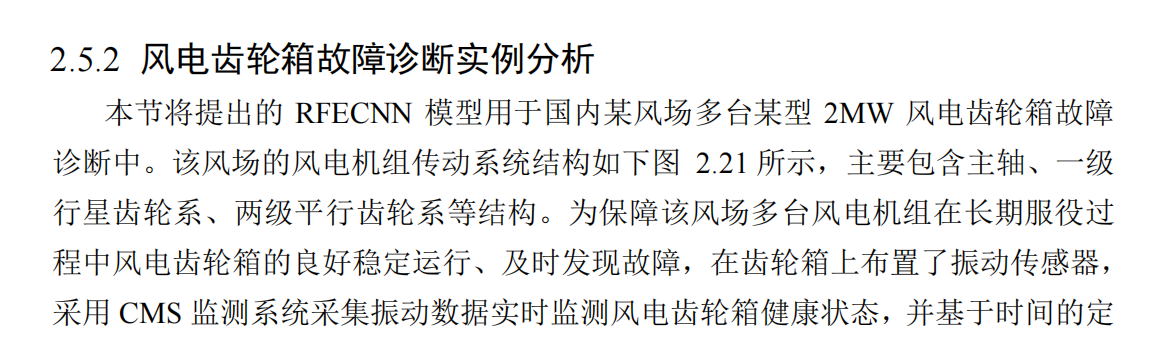 2.5.2 风电齿轮箱故障诊断实例分析
本节将提出的 RFECNN 模型用于国内某风场多台某型 2MW 风电齿轮箱故障
诊断中。该风场的风电机组传动系统结构如下图 2.21 所示，主要包含主轴、一级
行星齿轮系、两级平行齿轮系等结构。为保障该风场多台风电机组在长期服役过
程中风电齿轮箱的良好稳定运行、及时发现故障，在齿轮箱上布置了振动传感器，
采用 CMS 监测系统采集振动数据实时监测风电齿轮箱健康状态，并基于时间的定